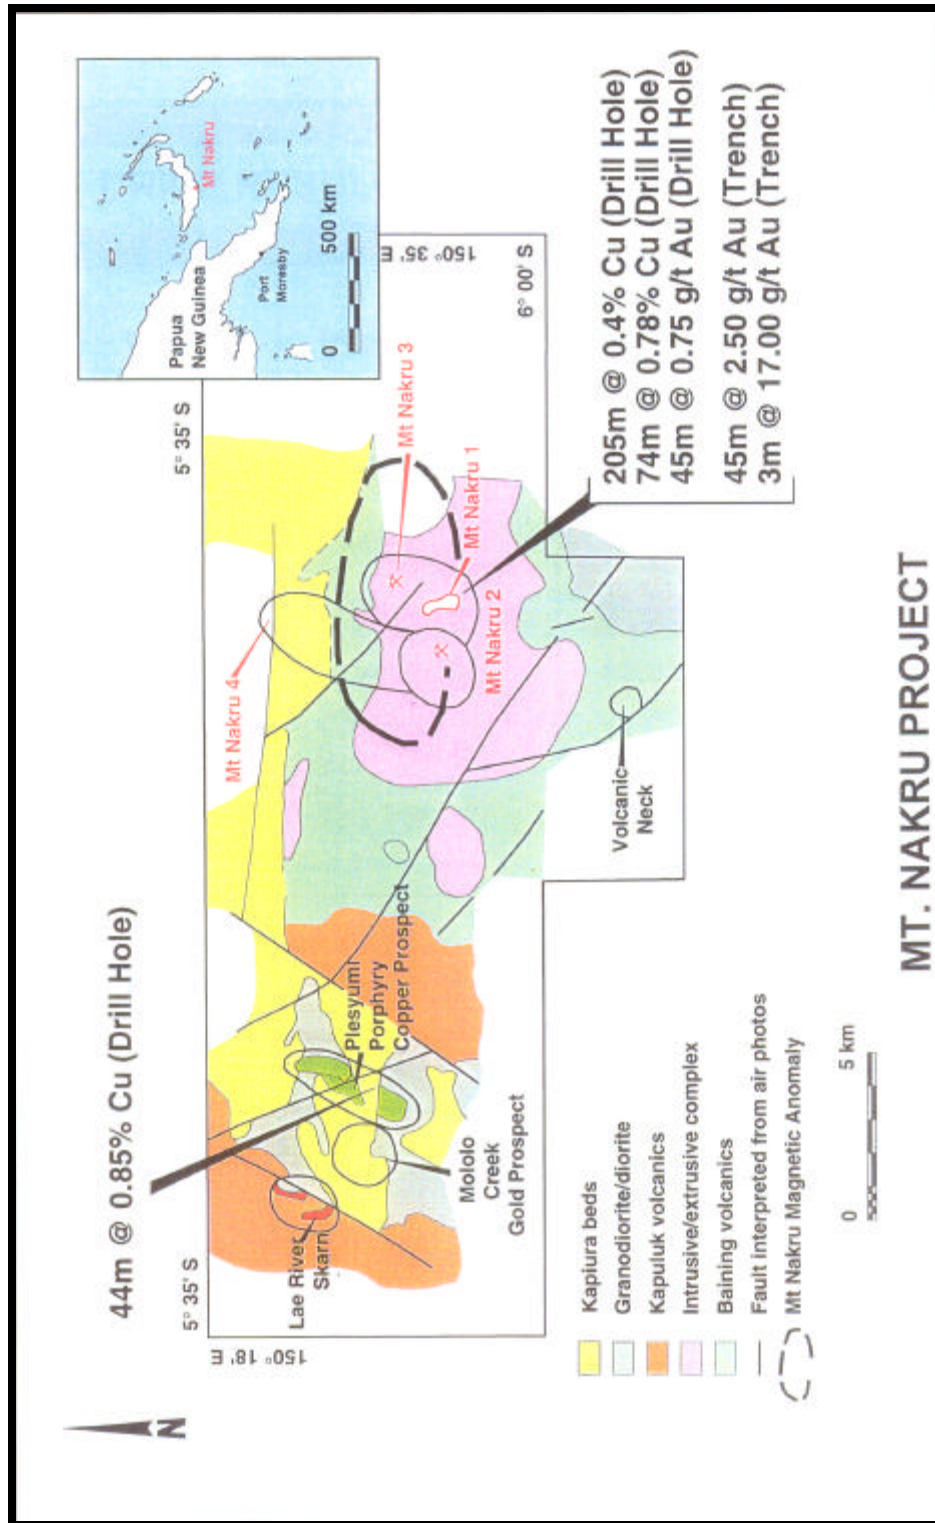 44m @ 0.85% Cu (Drill Hole)
Papua
New Guinea
Mt Nakru
Port
Moresby
0
500 km
5° 35' S
5° 35' S
150° 18' E
150° 35' E
6° 00' S
Mt Nakru 4
Mt Nakru 3
Mt Nakru 1
Mt Nakru 2
Lae River
Skarn
Plesyumi
Porphyry
Copper Prospect
Mololo
Creek
Gold Prospect
Volcanic
Neck
205m @ 0.4% Cu (Drill Hole)
74m @ 0.78% Cu (Drill Hole)
45m @ 0.75 g/t Au (Drill Hole)
45m @ 2.50 g/t Au (Trench)
3m @ 17.00 g/t Au (Trench)
N
Kapiura beds
Granodiorite/diorite
Kapuluk volcanics
Intrusive/extrusive complex
Baining volcanics
Fault interpreted from air photos
Mt Nakru Magnetic Anomaly
0
5 km
MT. NAKRU PROJECT